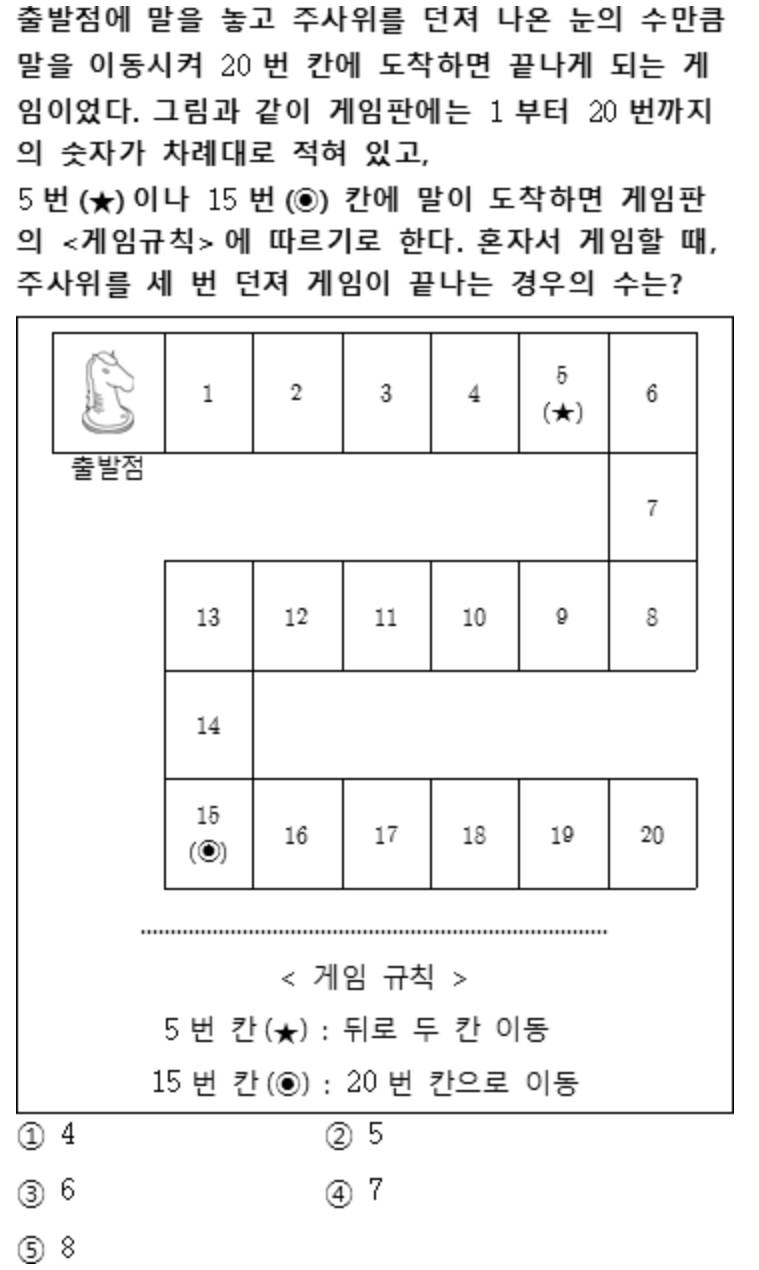 출발점에 말을 놓고 주사위를 던져 나온 눈의 수만큼
말을 이동시켜 20 번 칸에 도착하면 끝나게 되는 게
임이었다. 그림과 같이 게임판에는 1 부터 20 번까지
의 숫자가 차례대로 적혀 있고,
5 번 (★) 이나 15 번 (◉) 칸에 말이 도착하면 게임판
의 <게임규칙> 에 따르기로 한다. 혼자서 게임할 때,
주사위를 세 번 던져 게임이 끝나는 경우의 수는?
1 2 3 4 5 6
(★)
출발점
7
13 12 11 10 9 8
14
15 16 17 18 19 20
(◉)
< 게임 규칙 >
5 번 칸 (★) : 뒤로 두 칸 이동
15 번 칸 (◉) : 20 번 칸으로 이동
① 4 ② 5
③ 6 ④ 7
⑤ 8